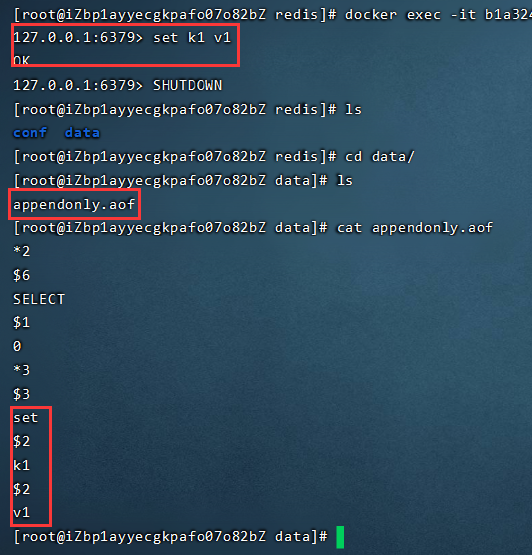 [root@iZbp1ayyecgkpafo07o82bZ redis]# docker exec -it b1a324
127.0.0.1:6379> set k1 v1
OK
127.0.0.1:6379> SHUTDOWN
[root@iZbp1ayyecgkpafo07o82bZ redis]# ls
conf data
[root@iZbp1ayyecgkpafo07o82bZ redis]# cd data/
[root@iZbp1ayyecgkpafo07o82bZ data]# ls
appendonly.aof
[root@iZbp1ayyecgkpafo07o82bZ data]# cat appendonly.aof
*2
$6
SELECT
$1
0
*3
$3
set
$2
k1
$2
v1
[root@iZbp1ayyecgkpafo07o82bZ data]#